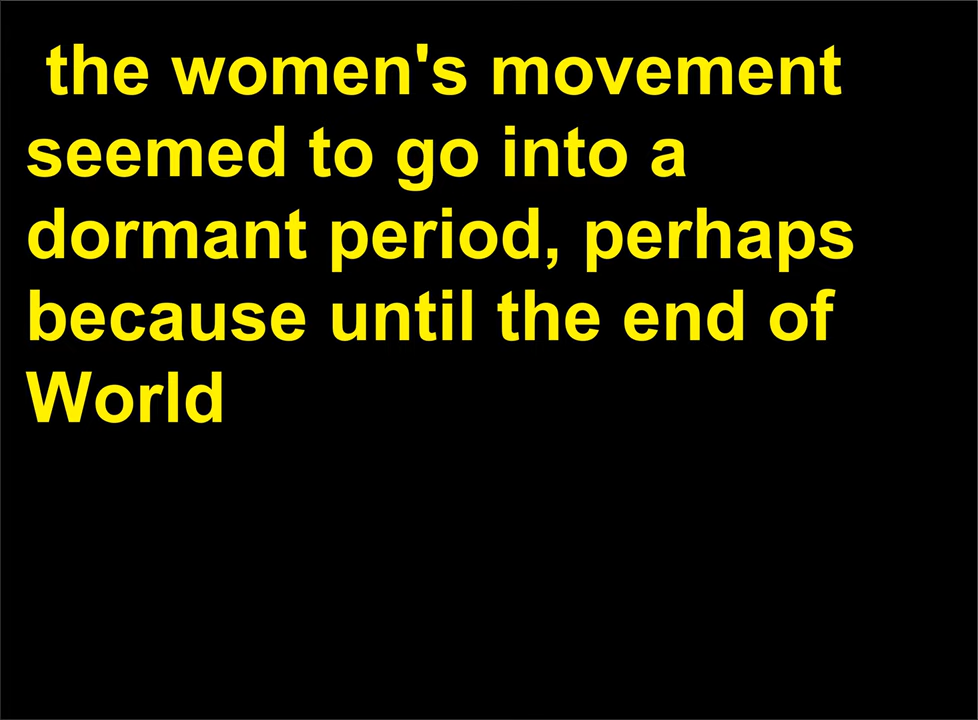 the women's movement
seemed to go into a
dormant period, perhaps
because until the end of
World